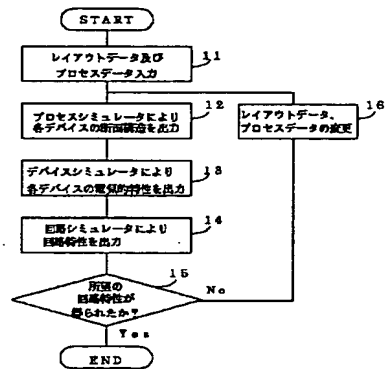 START
レイアウトデータ及び
プロセスデータ入力
11
プロセスシミュレータにより
各デバイスの断面構造を出力
12
レイアウトデータ、
プロセスデータの変更
16
デバイスシミュレータにより
各デバイスの電気的特性を出力
13
回路シミュレータにより
回路特性を出力
14
所望の
回路特性が
得られたか?
15
No
Yes
END